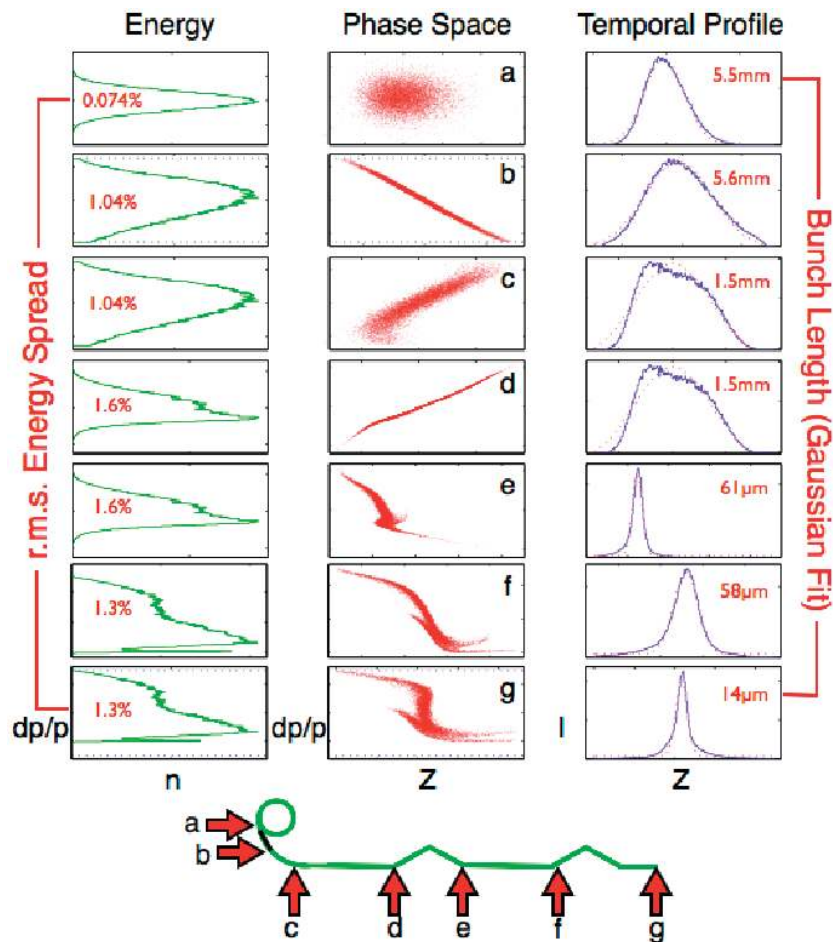 Energy
Phase Space
Temporal Profile
r.m.s. Energy Spread
Bunch Length (Gaussian Fit)
0.074%
a
5.5mm
1.04%
b
5.6mm
1.04%
c
1.5mm
1.6%
d
1.5mm
1.6%
e
61µm
1.3%
f
58µm
1.3%
g
14µm
dp/p
dp/p
I
n
Z
Z
a
b
c
d
e
f
g